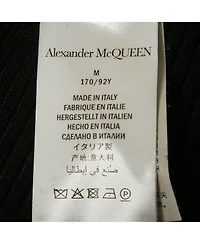 Alexander McQUEEN
M
170/92Y
MADE IN ITALY
FABRIQUE EN ITALIE
HERGESTELLT IN ITALIEN
HECHO EN ITALIA
СДЕЛАНО В ИТАЛИИ
イタリア製
产地:意大利
صنع في إيطاليا